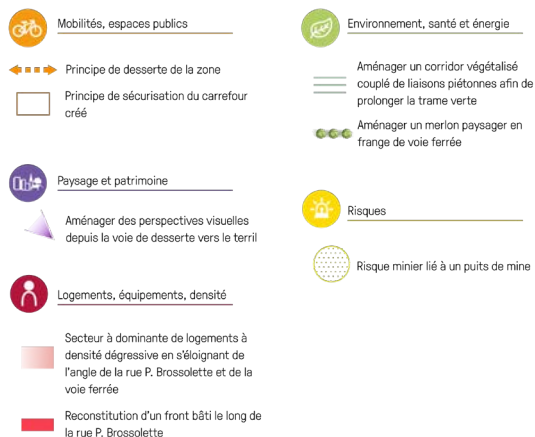 Mobilités, espaces publics
Principe de desserte de la zone
Principe de sécurisation du carrefour
créé
Paysage et patrimoine
Aménager des perspectives visuelles
depuis la voie de desserte vers le terril
Logements, équipements, densité
Secteur à dominante de logements à
densité dégressive en s'éloignant de
l'angle de la rue P. Brossolette et de la
voie ferrée
Reconstitution d'un front bâti le long de
la rue P. Brossolette
Environnement, santé et énergie
Aménager un corridor végétalisé
couplé de liaisons piétonnes afin de
prolonger la trame verte
Aménager un merlon paysager en
frange de voie ferrée
Risques
Risque minier lié à un puits de mine